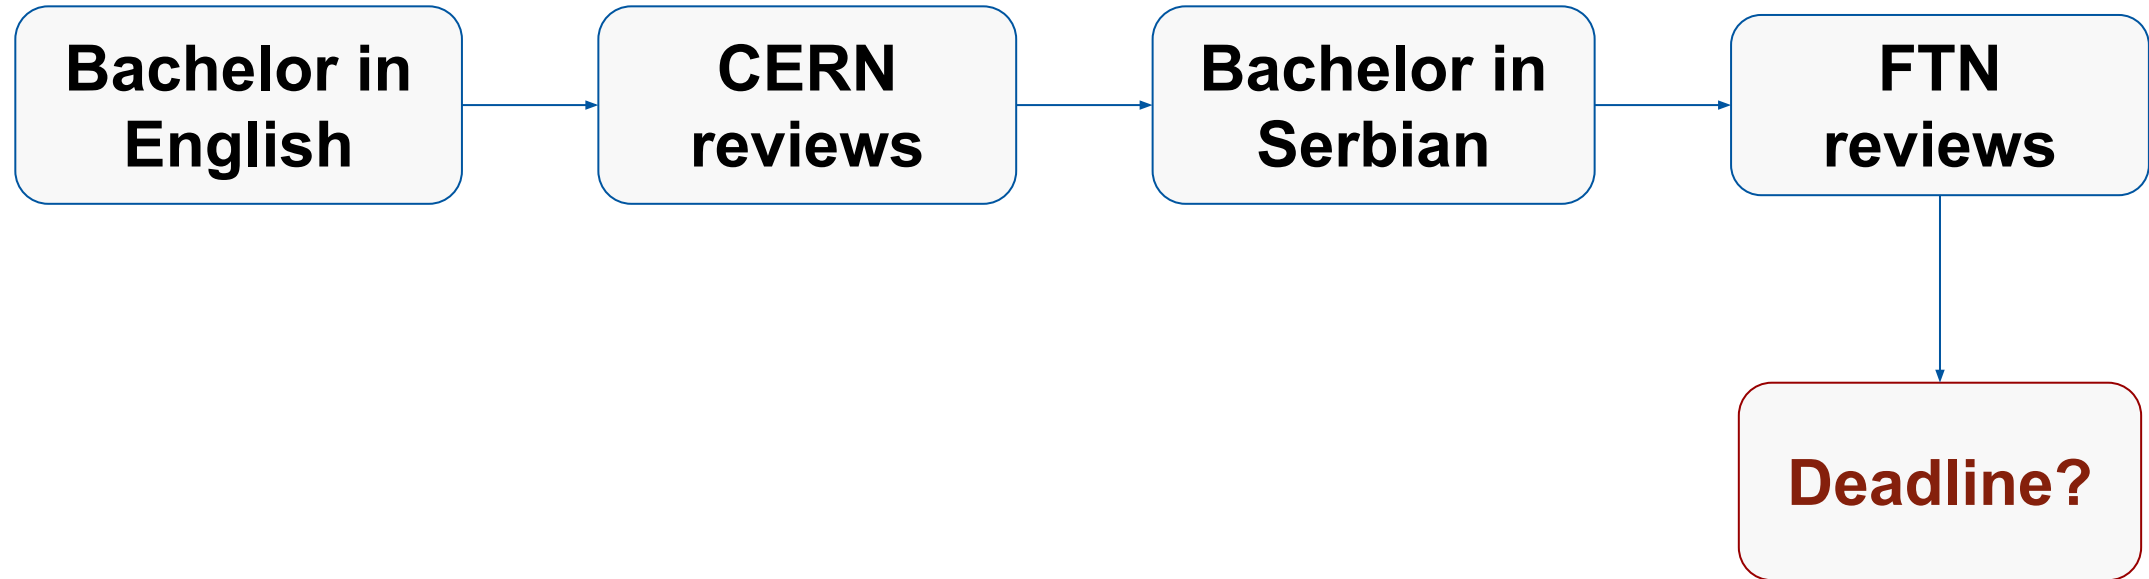 Bachelor in
English
CERN
reviews
Bachelor in
Serbian
FTN
reviews
Deadline?